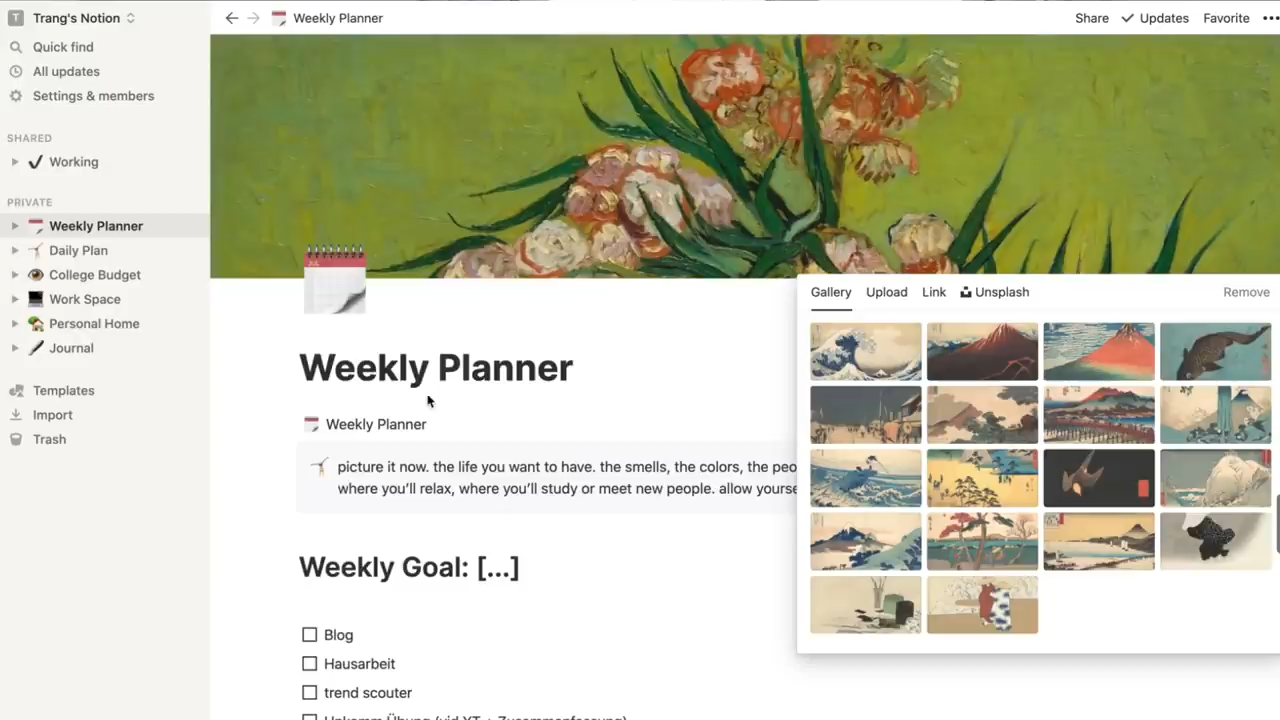 T Trang's Notion
Quick find
All updates
Settings & members
SHARED
Working
PRIVATE
Weekly Planner
Daily Plan
College Budget
Work Space
Personal Home
Journal
Templates
Import
Trash
Weekly Planner
Share
Updates
Favorite
JUL
Gallery
Upload
Link
Unsplash
Remove
Weekly Planner
Weekly Planner
picture it now. the life you want to have. the smells, the colors, the peo
where you'll relax, where you'll study or meet new people. allow yourse
Weekly Goal: [...]
Blog
Hausarbeit
trend scouter